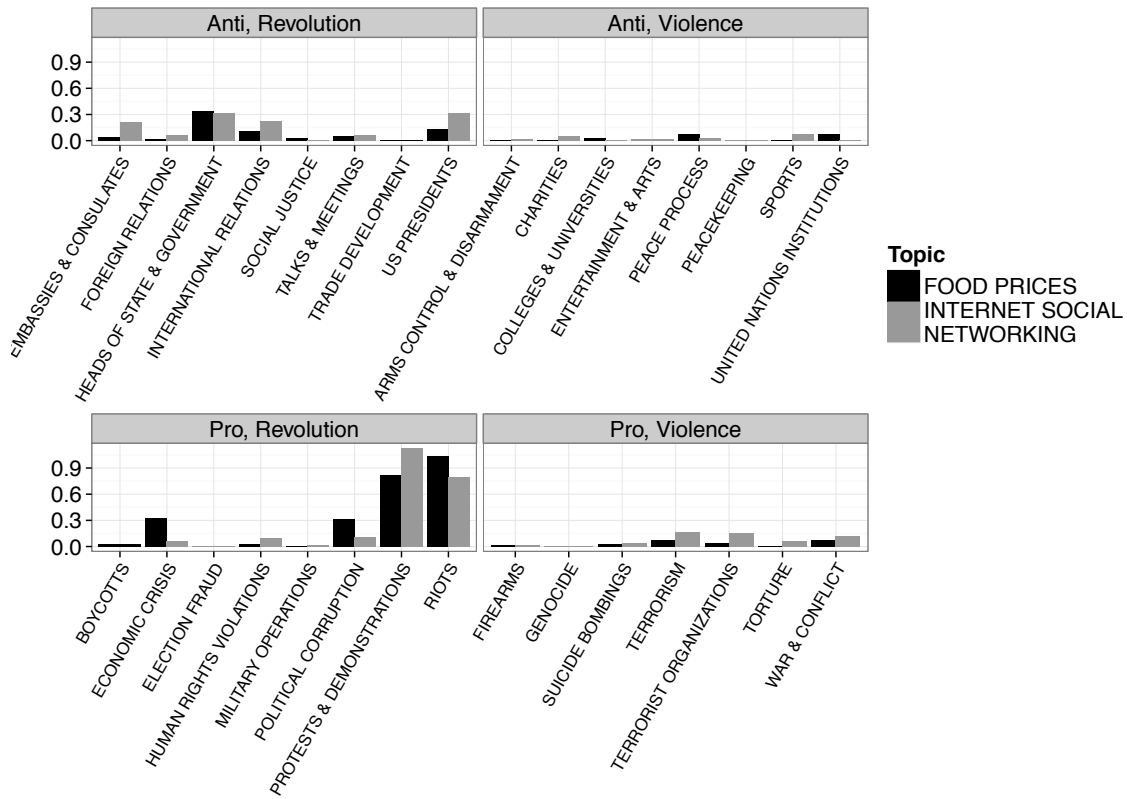 Anti, Revolution
Anti, Violence
0.9
0.6
0.3
0.0
EMBASSIES & CONSULATES
FOREIGN RELATIONS
HEADS OF STATE & GOVERNMENT
INTERNATIONAL RELATIONS
SOCIAL JUSTICE
TALKS & MEETINGS
TRADE DEVELOPMENT
US PRESIDENTS
ARMS CONTROL & DISARMAMENT
CHARITIES
COLLEGES & UNIVERSITIES
ENTERTAINMENT & ARTS
PEACE PROCESS
PEACEKEEPING
SPORTS
UNITED NATIONS INSTITUTIONS
Topic
FOOD PRICES
INTERNET SOCIAL
NETWORKING
Pro, Revolution
Pro, Violence
0.9
0.6
0.3
0.0
BOYCOTTS
ECONOMIC CRISIS
ELECTION FRAUD
HUMAN RIGHTS VIOLATIONS
MILITARY OPERATIONS
POLITICAL CORRUPTION
PROTESTS & DEMONSTRATIONS
RIOTS
FIREARMS
GENOCIDE
SUICIDE BOMBINGS
TERRORISM
TERRORIST ORGANIZATIONS
TORTURE
WAR & CONFLICT